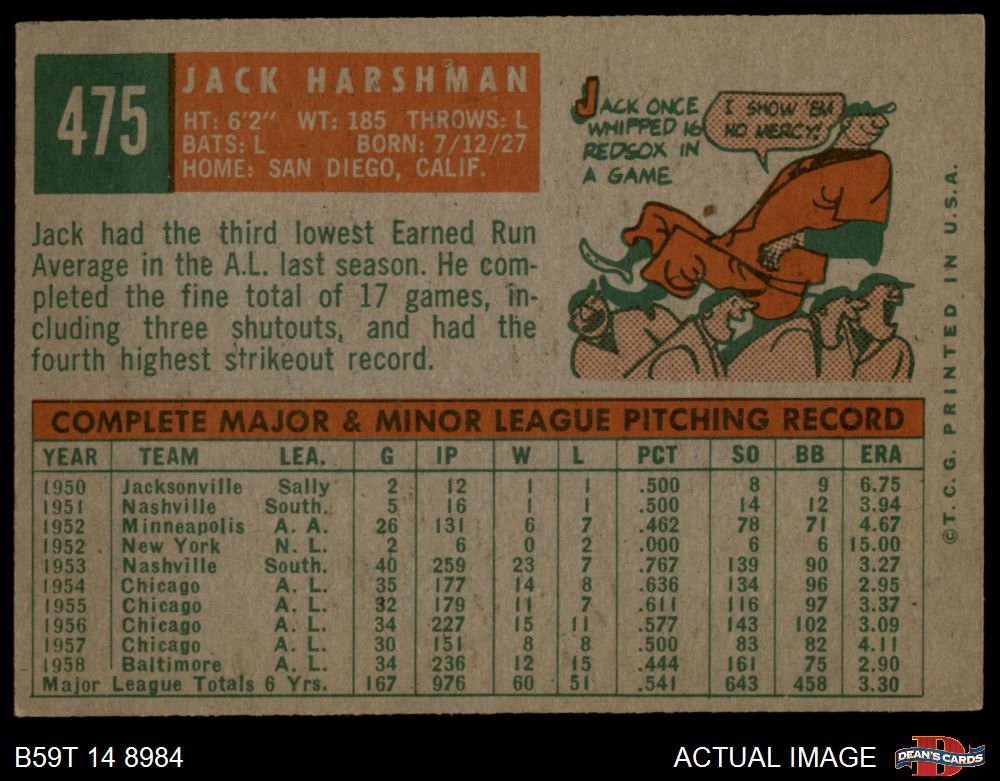 475
JACK HARSHMAN
HT: 6'2" WT: 185 THROWS: L
BATS: L BORN: 7/12/27
HOME: SAN DIEGO, CALIF.
JACK ONCE
WHIPPED 16
REDSOX IN
A GAME
I SHOW 'EM
NO MERCY!
Jack had the third lowest Earned Run
Average in the A.L. last season. He com-
pleted the fine total of 17 games, in-
cluding three shutouts, and had the
fourth highest strikeout record.
COMPLETE MAJOR & MINOR LEAGUE PITCHING RECORD
YEAR TEAM LEA. G IP W L PCT SO BB ERA
1950 Jacksonville Sally 2 12 1 1 .500 8 9 6.75
1951 Nashville South. 5 16 1 1 .500 14 12 3.94
1952 Minneapolis A. A. 26 131 6 7 .462 78 71 4.67
1952 New York N. L. 2 6 0 2 .000 6 6 15.00
1953 Nashville South. 40 259 23 7 .767 139 90 3.27
1954 Chicago A. L. 35 177 14 8 .636 134 96 2.95
1955 Chicago A. L. 32 179 11 7 .611 116 97 3.37
1956 Chicago A. L. 34 227 15 11 .577 143 102 3.09
1957 Chicago A. L. 30 151 8 8 .500 83 82 4.11
1958 Baltimore A. L. 34 236 12 15 .444 161 75 2.90
Major League Totals 6 Yrs. 167 976 60 51 .541 643 458 3.30
©T. C. G. PRINTED IN U.S.A.
B59T 14 8984
ACTUAL IMAGE
D
DEAN'S CARDS